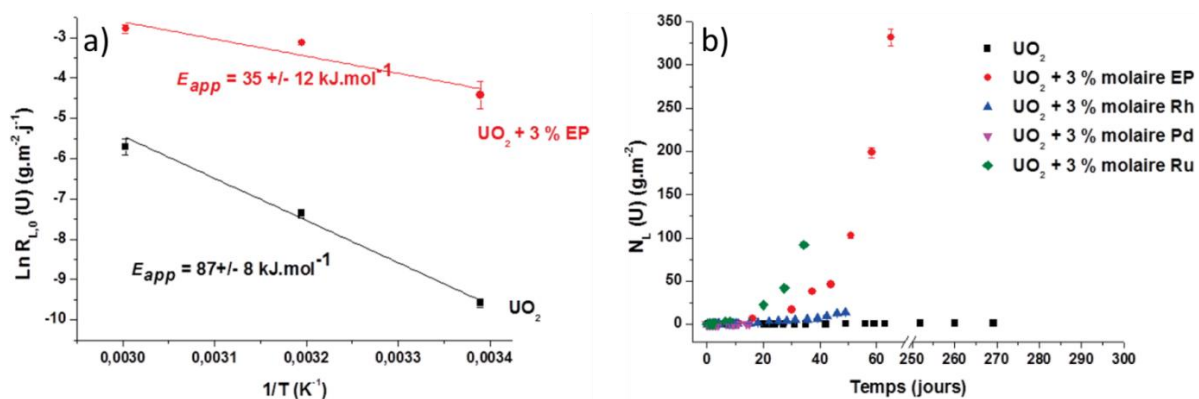 a)
-3
-4
-5
-6
-7
-8
-9
-10
Ln R_L,0 (U) (g.m⁻².j⁻¹)
E_app = 35 +/- 12 kJ.mol⁻¹
UO₂ + 3 % EP
E_app = 87+/- 8 kJ.mol⁻¹
UO₂
0,0030 0,0031 0,0032 0,0033 0,0034
1/T (K⁻¹)
b)
350
300
250
200
150
100
50
0
N_L (U) (g.m⁻²)
UO₂
UO₂ + 3 % molaire EP
UO₂ + 3 % molaire Rh
UO₂ + 3 % molaire Pd
UO₂ + 3 % molaire Ru
0 20 40 60 250 260 270 280 290 300
Temps (jours)